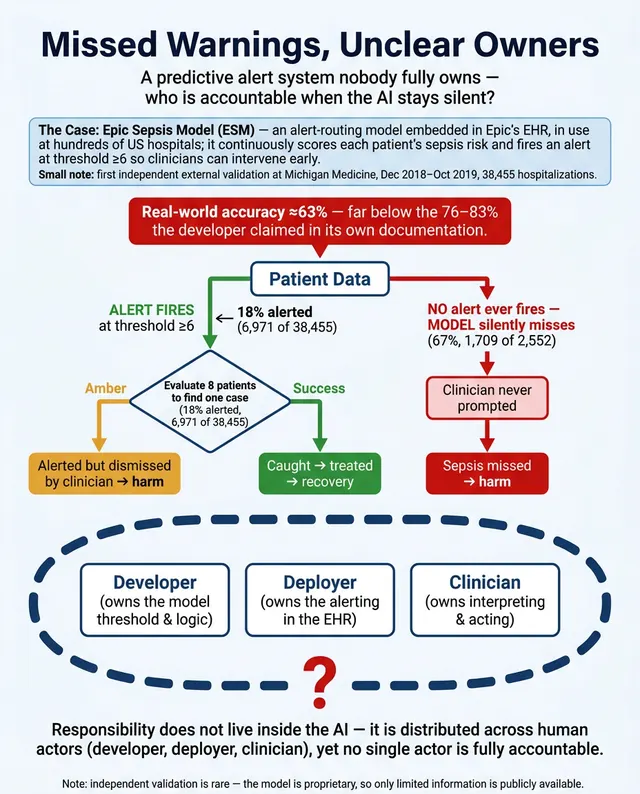 Missed Warnings, Unclear Owners
A predictive alert system nobody fully owns —
who is accountable when the AI stays silent?
The Case: Epic Sepsis Model (ESM) — an alert-routing model embedded in Epic's EHR, in use
at hundreds of US hospitals; it continuously scores each patient's sepsis risk and fires an alert
at threshold ≥6 so clinicians can intervene early.
Small note: first independent external validation at Michigan Medicine, Dec 2018–Oct 2019, 38,455 hospitalizations.
Real-world accuracy ≈63% — far below the 76–83%
the developer claimed in its own documentation.
Patient Data
ALERT FIRES
at threshold ≥6
18% alerted
(6,971 of 38,455)
NO alert ever fires —
MODEL silently misses
(67%, 1,709 of 2,552)
Amber
Evaluate 8 patients
to find one case
(18% alerted,
6,971 of 38,455)
Success
Clinician never
prompted
Alerted but dismissed
by clinician → harm
Caught → treated
→ recovery
Sepsis missed
→ harm
Developer
(owns the model
threshold & logic)
Deployer
(owns the alerting
in the EHR)
Clinician
(owns interpreting
& acting)
?
Responsibility does not live inside the AI — it is distributed across human
actors (developer, deployer, clinician), yet no single actor is fully accountable.
Note: independent validation is rare — the model is proprietary, so only limited information is publicly available.